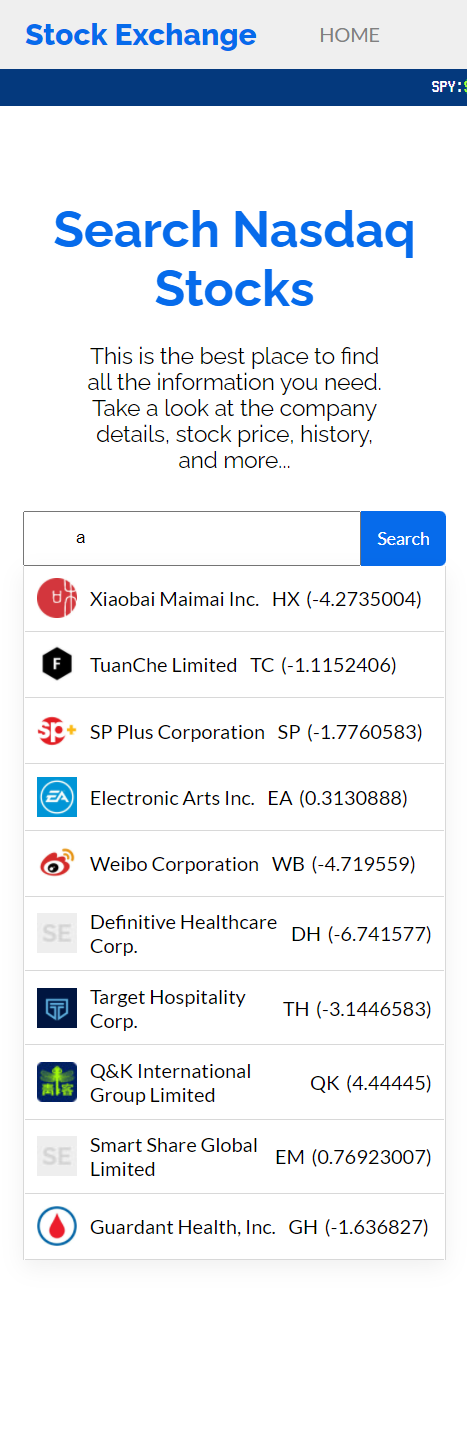 Stock Exchange HOME
SPY:
Search Nasdaq
Stocks
This is the best place to find
all the information you need.
Take a look at the company
details, stock price, history,
and more...
a Search
Xiaobai Maimai Inc. HX (-4.2735004)
F TuanChe Limited TC (-1.1152406)
sp+ SP Plus Corporation SP (-1.7760583)
EA Electronic Arts Inc. EA (0.3130888)
Weibo Corporation WB (-4.719559)
SE Definitive Healthcare
Corp. DH (-6.741577)
Target Hospitality
Corp. TH (-3.1446583)
青客 Q&K International
Group Limited QK (4.44445)
SE Smart Share Global
Limited EM (0.76923007)
Guardant Health, Inc. GH (-1.636827)